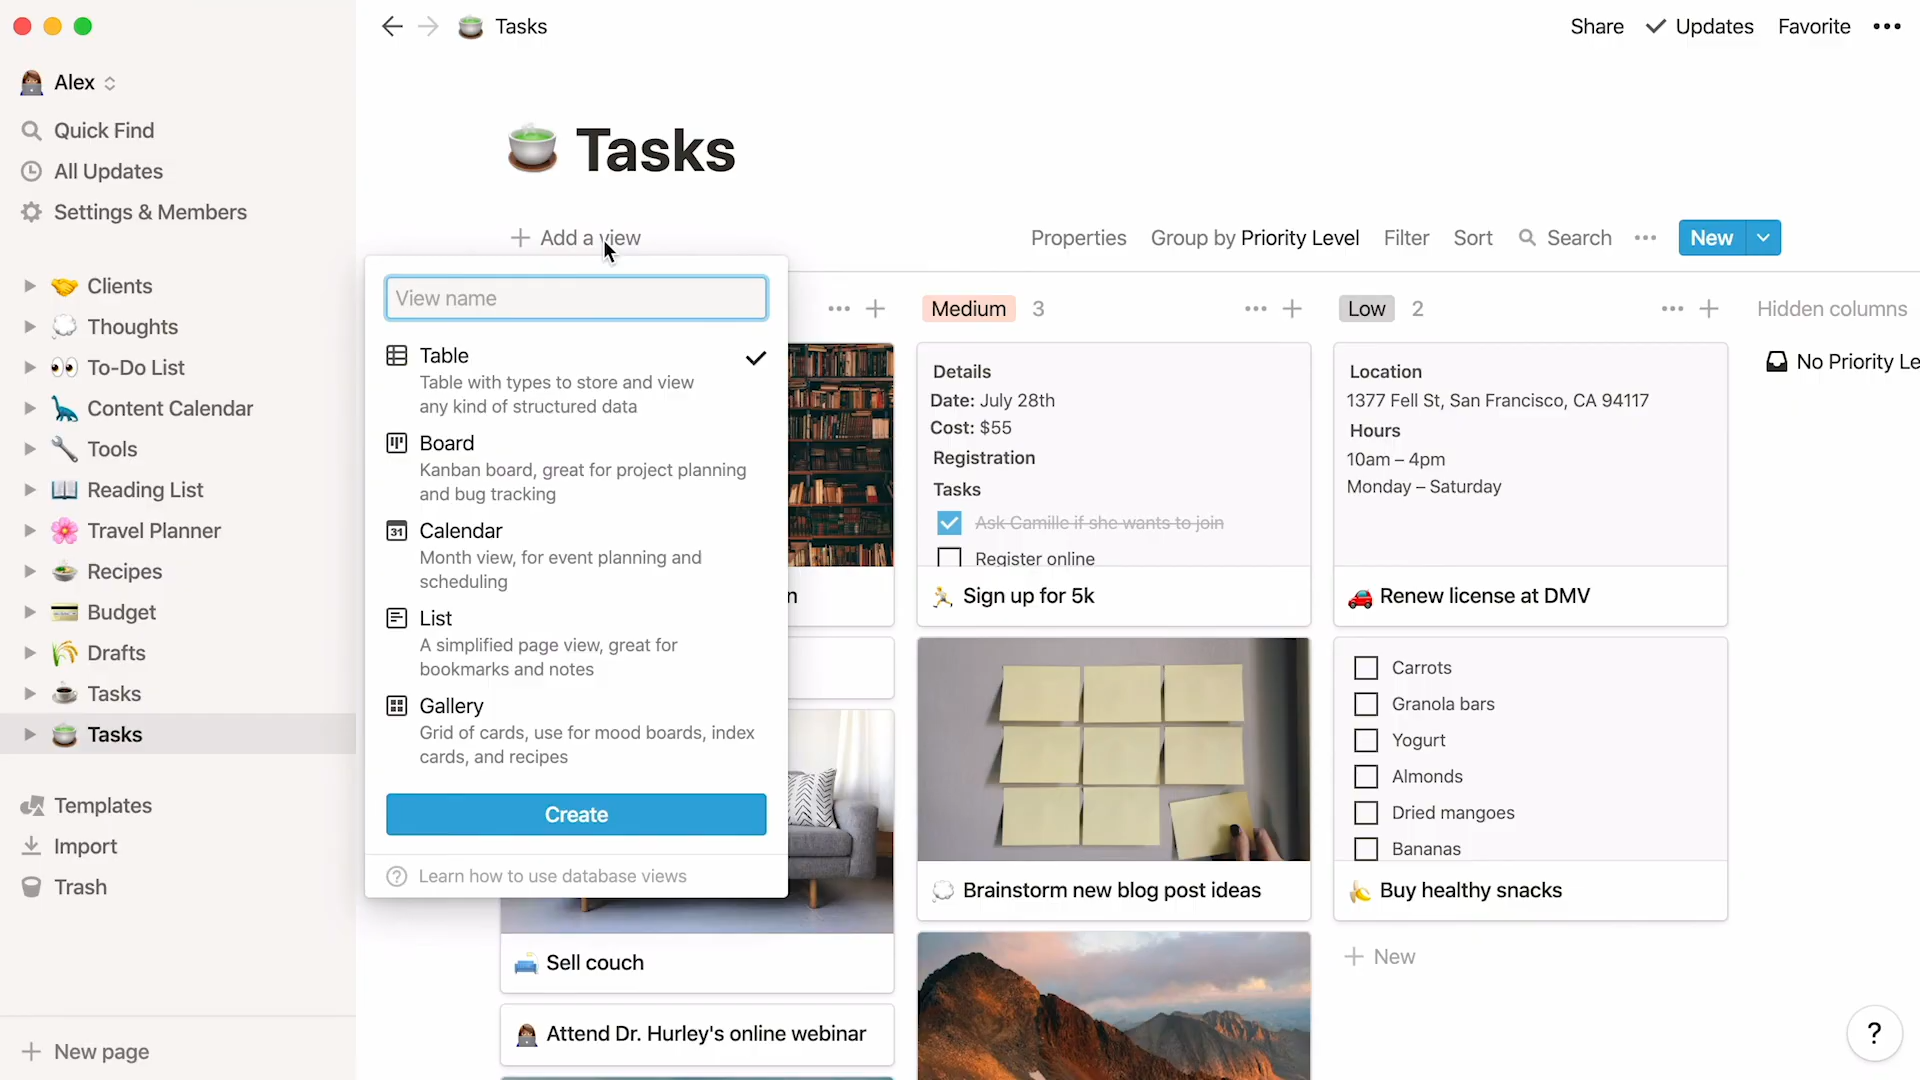 Tasks
Share
Updates
Favorite
Alex
Quick Find
All Updates
Settings & Members
Clients
Thoughts
To-Do List
Content Calendar
Tools
Reading List
Travel Planner
Recipes
Budget
Drafts
Tasks
Tasks
Templates
Import
Trash
New page
Tasks
Add a view
Properties
Group by Priority Level
Filter
Sort
Search
New
View name
Table
Table with types to store and view
any kind of structured data
Board
Kanban board, great for project planning
and bug tracking
31
Calendar
Month view, for event planning and
scheduling
List
A simplified page view, great for
bookmarks and notes
Gallery
Grid of cards, use for mood boards, index
cards, and recipes
Create
? Learn how to use database views
n
Sell couch
Attend Dr. Hurley's online webinar
Medium 3
Details
Date: July 28th
Cost: $55
Registration
Tasks
Ask Camille if she wants to join
Register online
Sign up for 5k
Brainstorm new blog post ideas
Low 2
Location
1377 Fell St, San Francisco, CA 94117
Hours
10am – 4pm
Monday – Saturday
Renew license at DMV
Carrots
Granola bars
Yogurt
Almonds
Dried mangoes
Bananas
Buy healthy snacks
New
Hidden columns
No Priority Le
?